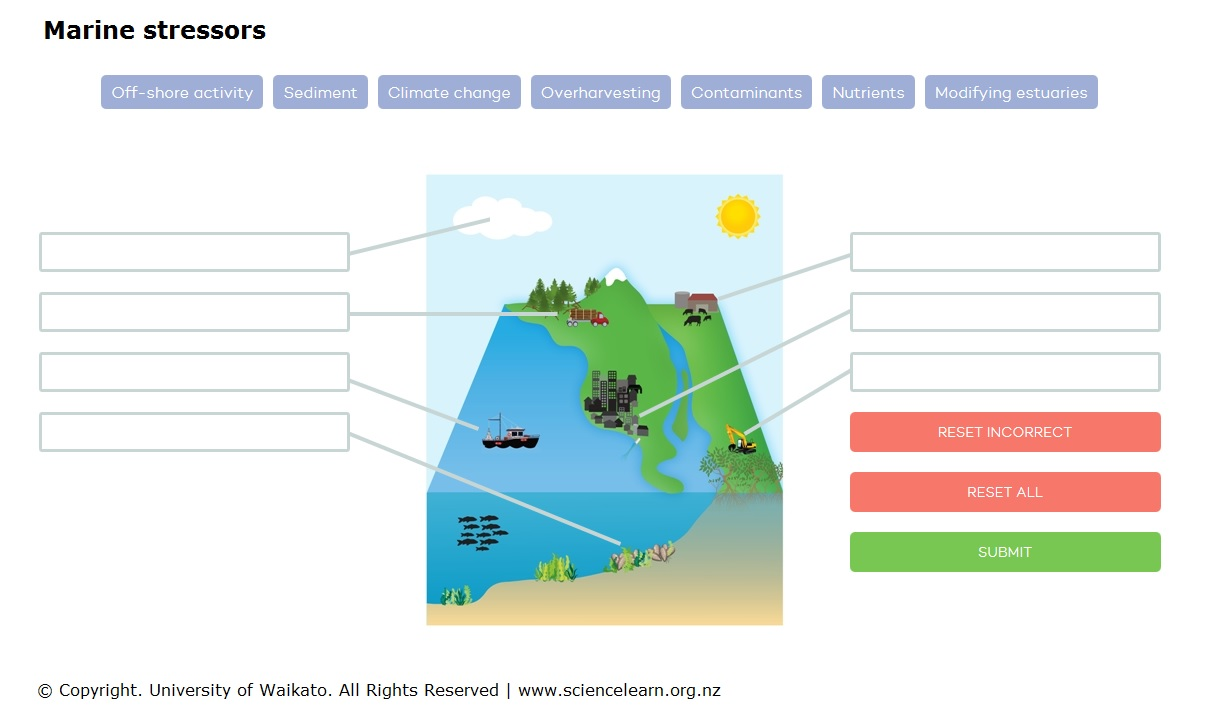 Marine stressors
Off-shore activity Sediment Climate change Overharvesting Contaminants Nutrients Modifying estuaries
RESET INCORRECT
RESET ALL
SUBMIT
© Copyright. University of Waikato. All Rights Reserved | www.sciencelearn.org.nz